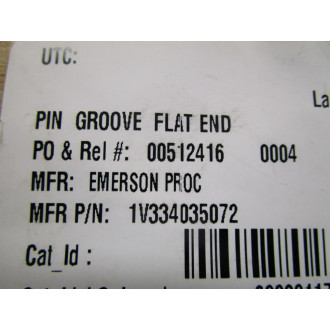 UTC:
La
PIN GROOVE FLAT END
PO & Rel #: 00512416 0004
MFR: EMERSON PROC
MFR P/N: 1V334035072
Cat_Id :